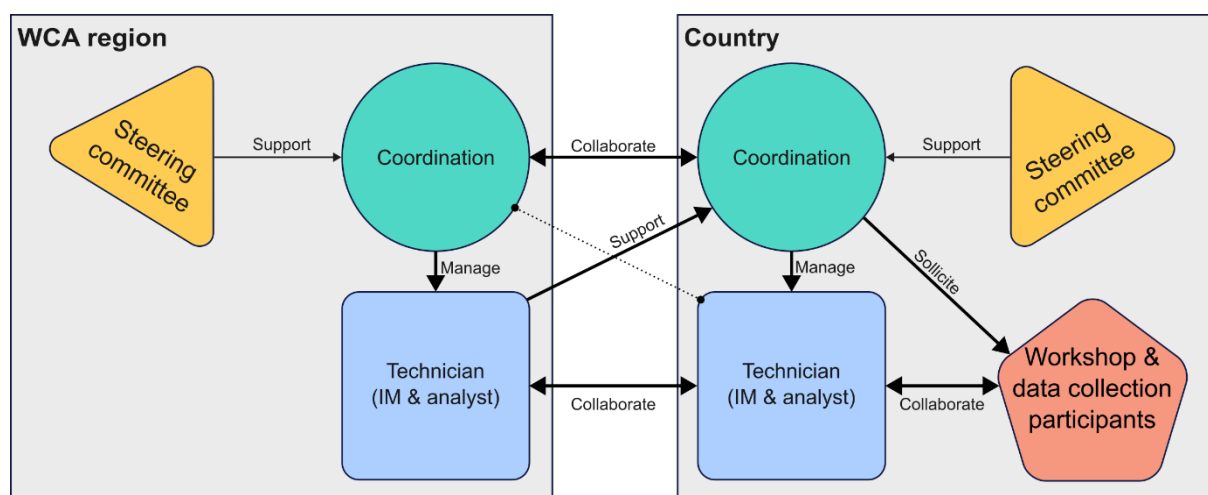 WCA region
Country
Steering
committee
Support
Coordination
Collaborate
Coordination
Support
Steering
committee
Manage
Support
Manage
Sollicite
Technician
(IM & analyst)
Collaborate
Technician
(IM & analyst)
Collaborate
Workshop &
data collection
participants